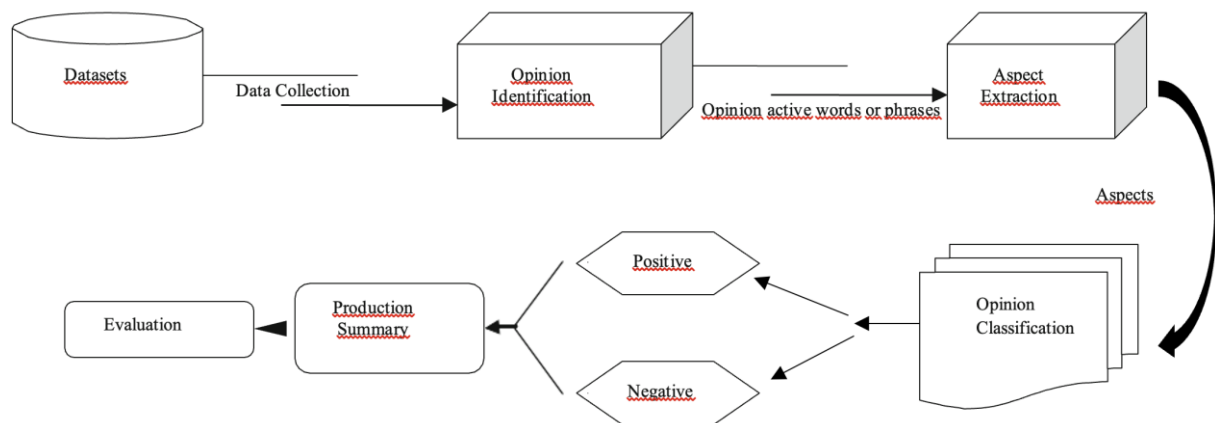 Datasets
Data Collection
Opinion
Identification
Opinion active words or phrases
Aspect
Extraction
Aspects
Opinion
Classification
Positive
Negative
Production
Summary
Evaluation